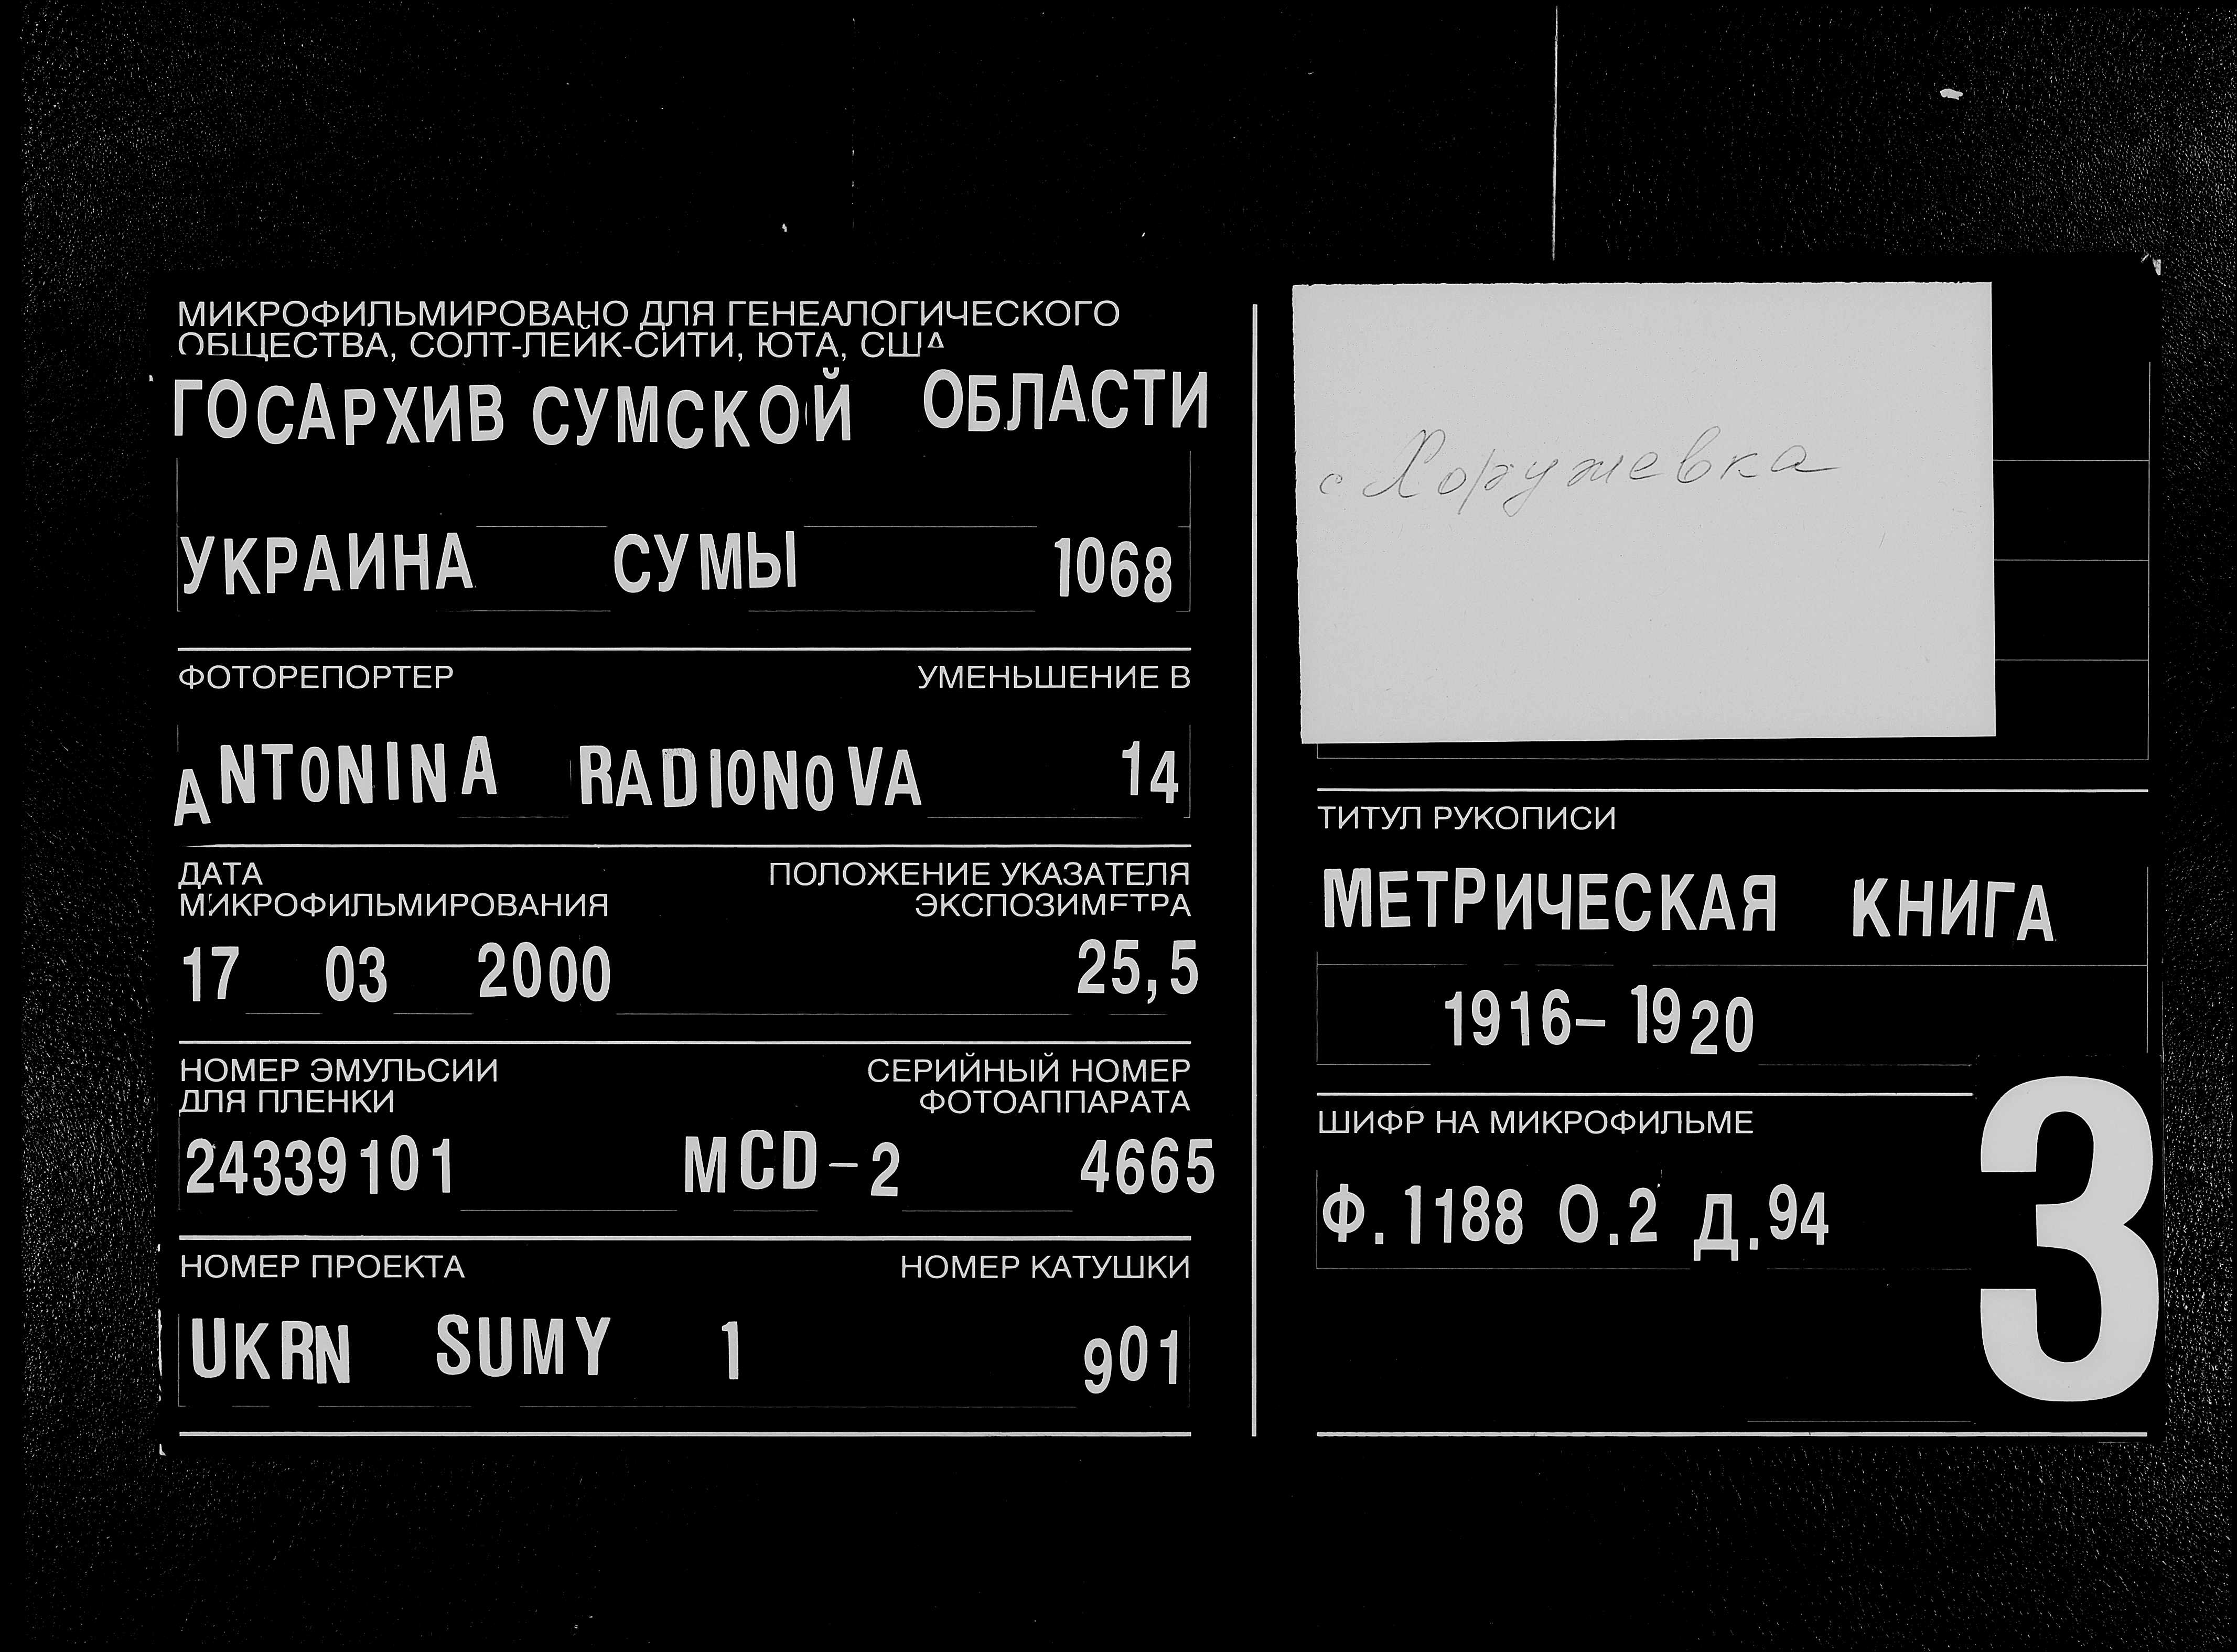 МИКРОФИЛЬМИРОВАНО ДЛЯ ГЕНЕАЛОГИЧЕСКОГО
ОБЩЕСТВА, СОЛТ-ЛЕЙК-СИТИ, ЮТА, США
ГОСАРХИВ СУМСКОЙ ОБЛАСТИ
УКРАИНА СУМЫ 1068
ФОТОРЕПОРТЕР УМЕНЬШЕНИЕ В
ANTONINA RADIONOVA 14
ДАТА ПОЛОЖЕНИЕ УКАЗАТЕЛЯ
МИКРОФИЛЬМИРОВАНИЯ ЭКСПОЗИМЕТРА
17 03 2000 25,5
НОМЕР ЭМУЛЬСИИ СЕРИЙНЫЙ НОМЕР
ДЛЯ ПЛЕНКИ ФОТОАППАРАТА
24339101 MCD-2 4665
НОМЕР ПРОЕКТА НОМЕР КАТУШКИ
UKRN SUMY 1 901
с Хоружевка
ТИТУЛ РУКОПИСИ
МЕТРИЧЕСКАЯ КНИГА
1916-1920
ШИФР НА МИКРОФИЛЬМЕ
Ф. 1188 О.2 Д.94
3